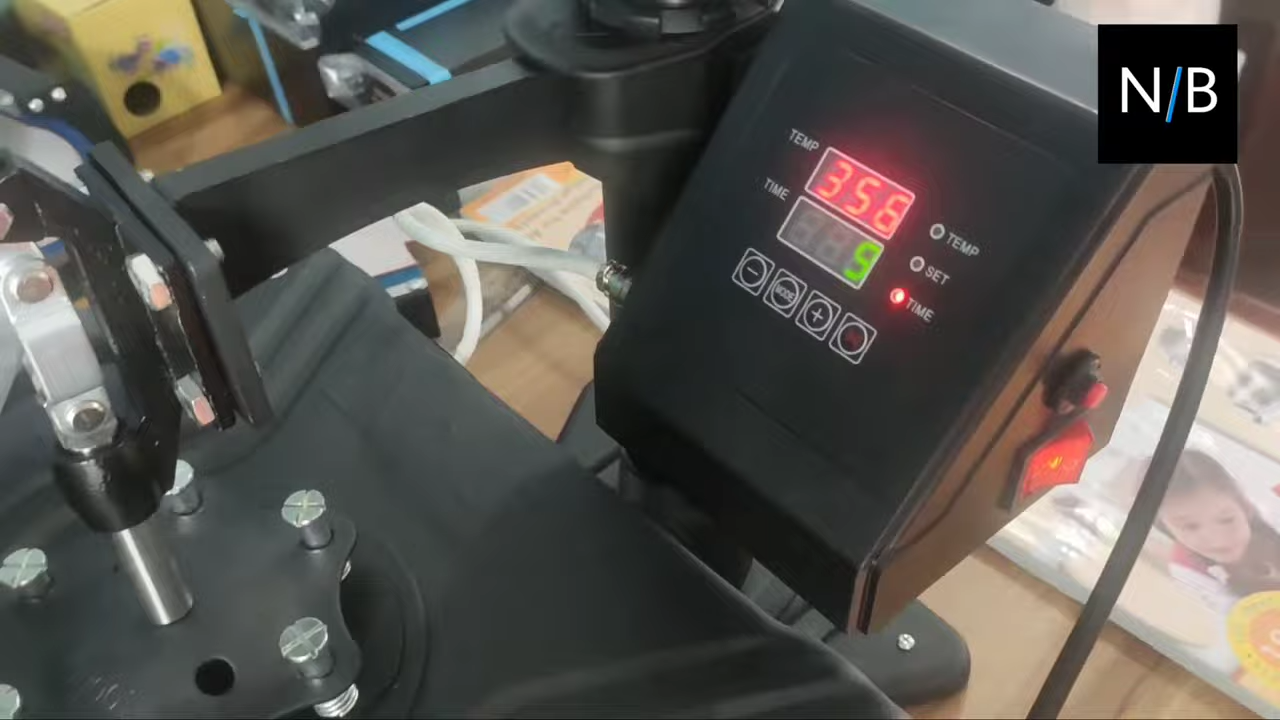 N/B
TEMP
356
TIME
5
TEMP
SET
TIME
− MODE +